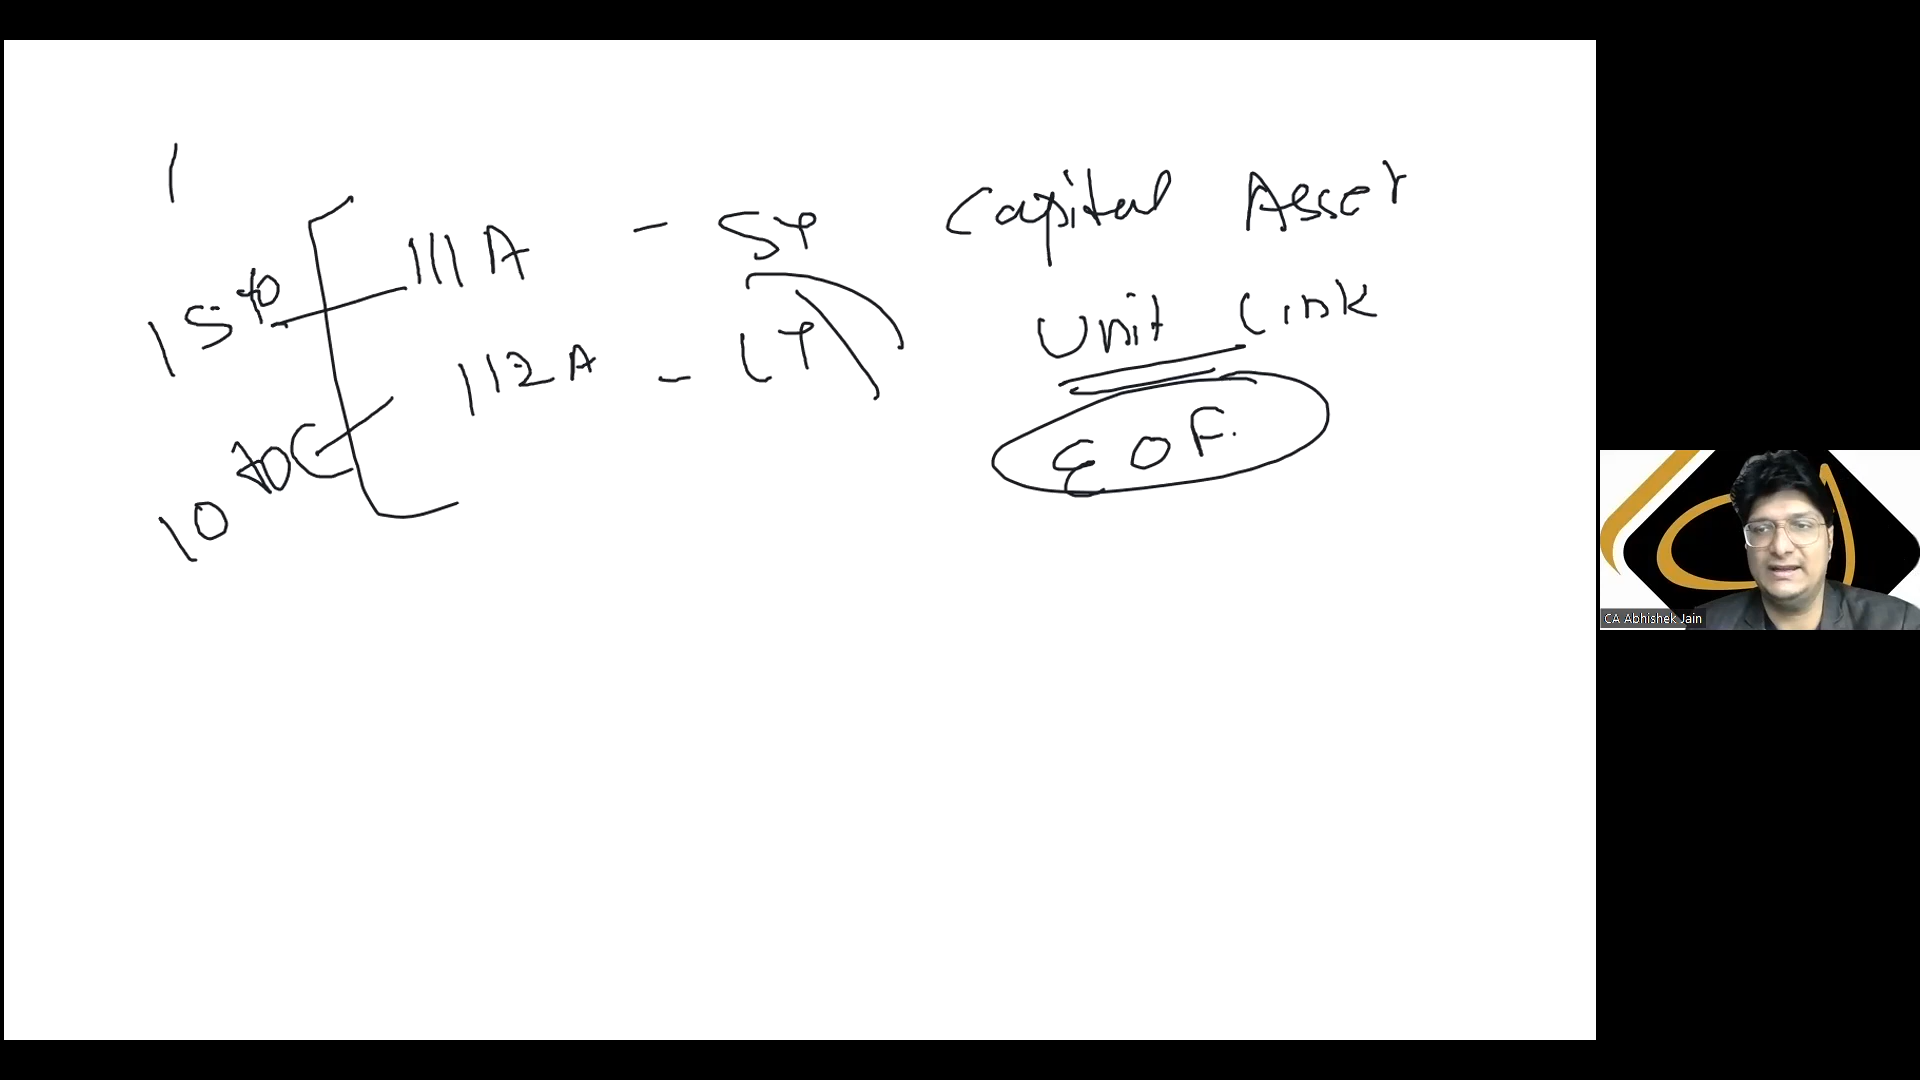 1
111A - ST Capital Asset
15%
112A - LT Unit Link
10%
EOF.
CA Abhishek Jain